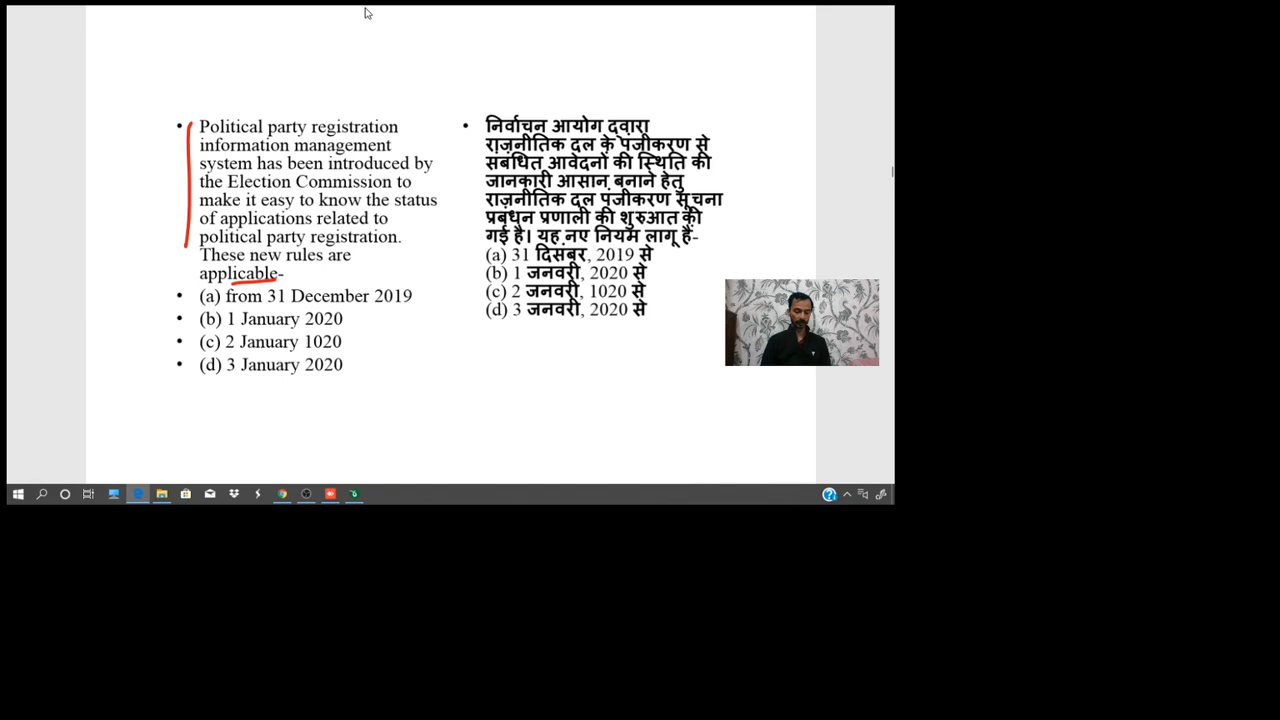 Political party registration
information management
system has been introduced by
the Election Commission to
make it easy to know the status
of applications related to
political party registration.
These new rules are
applicable-
(a) from 31 December 2019
(b) 1 January 2020
(c) 2 January 1020
(d) 3 January 2020
निर्वाचन आयोग द्वारा
राजनीतिक दल के पंजीकरण से
संबंधित आवेदनों की स्थिति की
जानकारी आसान बनाने हेतु
राजनीतिक दल पंजीकरण सूचना
प्रबंधन प्रणाली की शुरुआत की
गई है। यह नए नियम लागू हैं-
(a) 31 दिसंबर, 2019 से
(b) 1 जनवरी, 2020 से
(c) 2 जनवरी, 1020 से
(d) 3 जनवरी, 2020 से